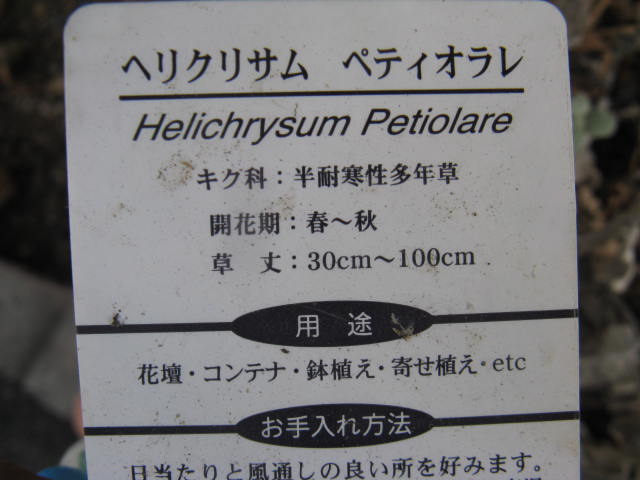 ヘリクリサム　ペティオラレ
Helichrysum Petiolare
キグ科：半耐寒性多年草
開花期：春～秋
草　丈：30cm～100cm
用　途
花壇・コンテナ・鉢植え・寄せ植え・etc
お手入れ方法
日当たりと風通しの良い所を好みます。